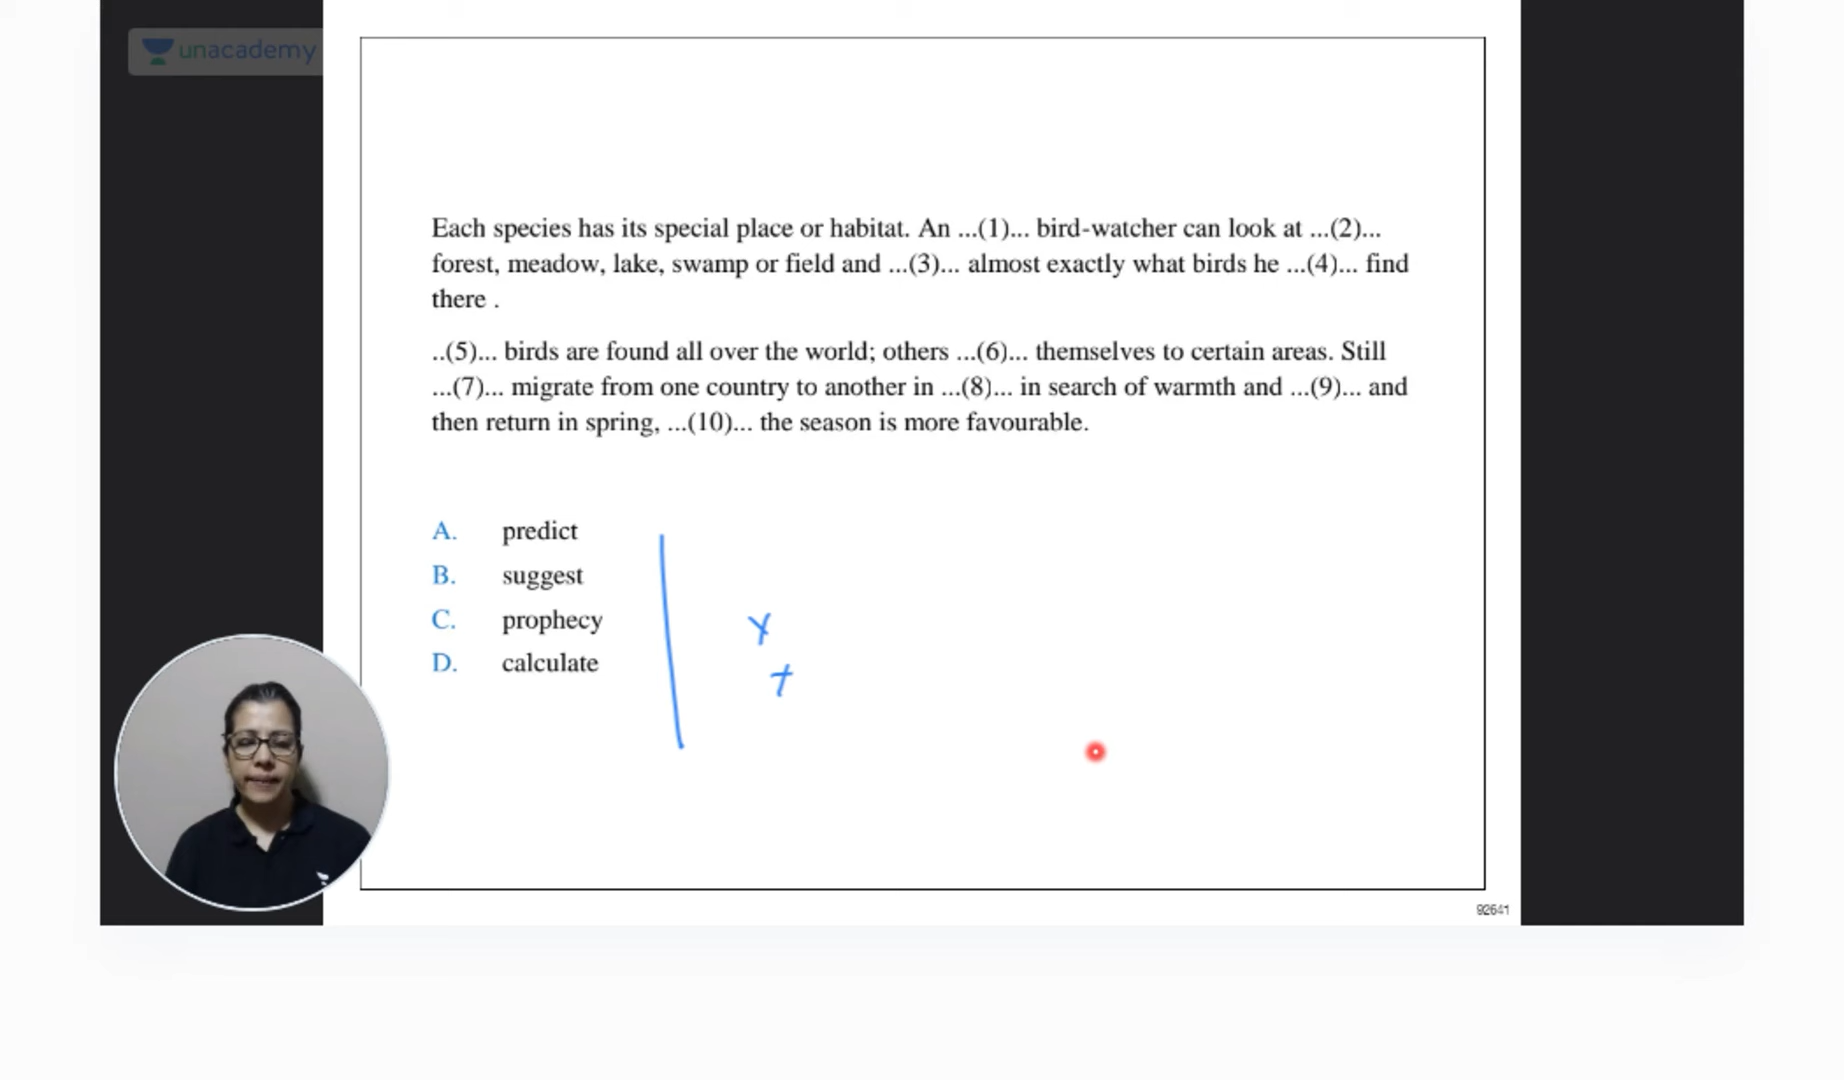 unacademy
Each species has its special place or habitat. An ...(1)... bird-watcher can look at ...(2)...
forest, meadow, lake, swamp or field and ...(3)... almost exactly what birds he ...(4)... find
there .
..(5)... birds are found all over the world; others ...(6)... themselves to certain areas. Still
...(7)... migrate from one country to another in ...(8)... in search of warmth and ...(9)... and
then return in spring, ...(10)... the season is more favourable.
A. predict
B. suggest
C. prophecy
D. calculate
92641